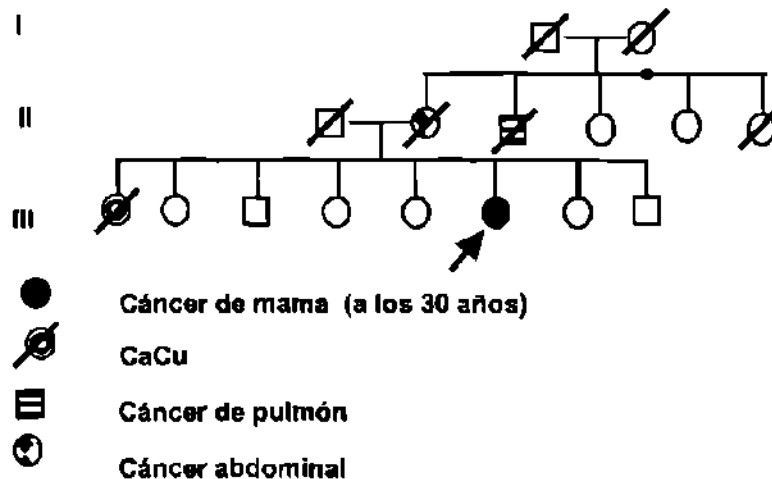 I
II
III
Cáncer de mama (a los 30 años)
CaCu
Cáncer de pulmón
Cáncer abdominal